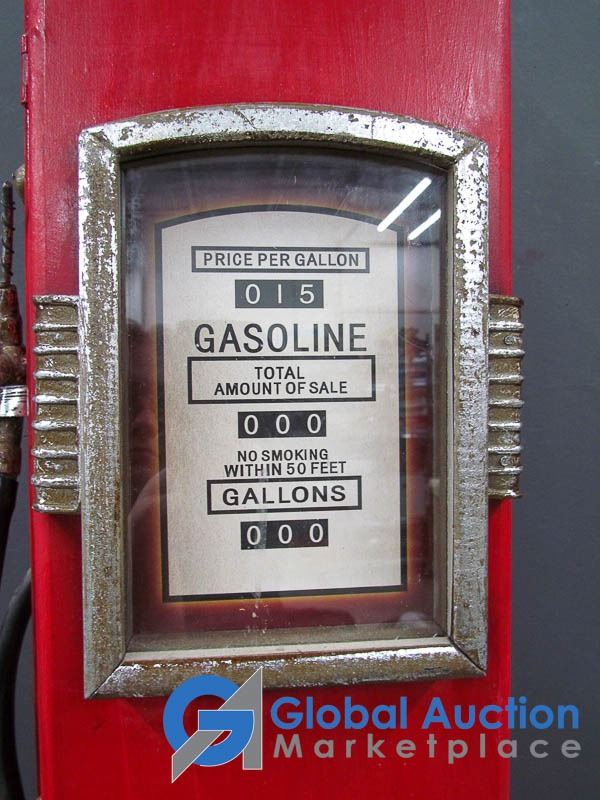 PRICE PER GALLON
015
GASOLINE
TOTAL
AMOUNT OF SALE
000
NO SMOKING
WITHIN 50 FEET
GALLONS
000
Global Auction
Marketplace